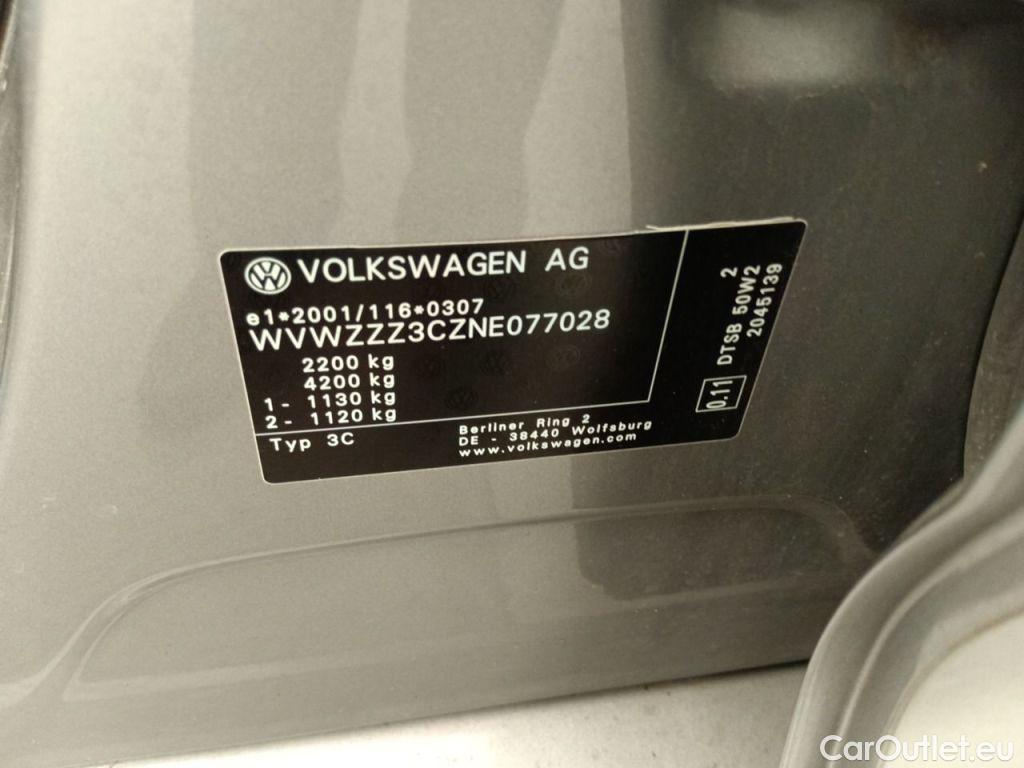 VOLKSWAGEN AG
e1*2001/116*0307
WVWZZZ3CZNE077028
2200 kg
4200 kg
1 - 1130 kg
2 - 1120 kg
Typ 3C
Berliner Ring 2
DE - 38440 Wolfsburg
www.volkswagen.com
0.11
DTSB 50W2
2
2045139
CarOutlet.eu